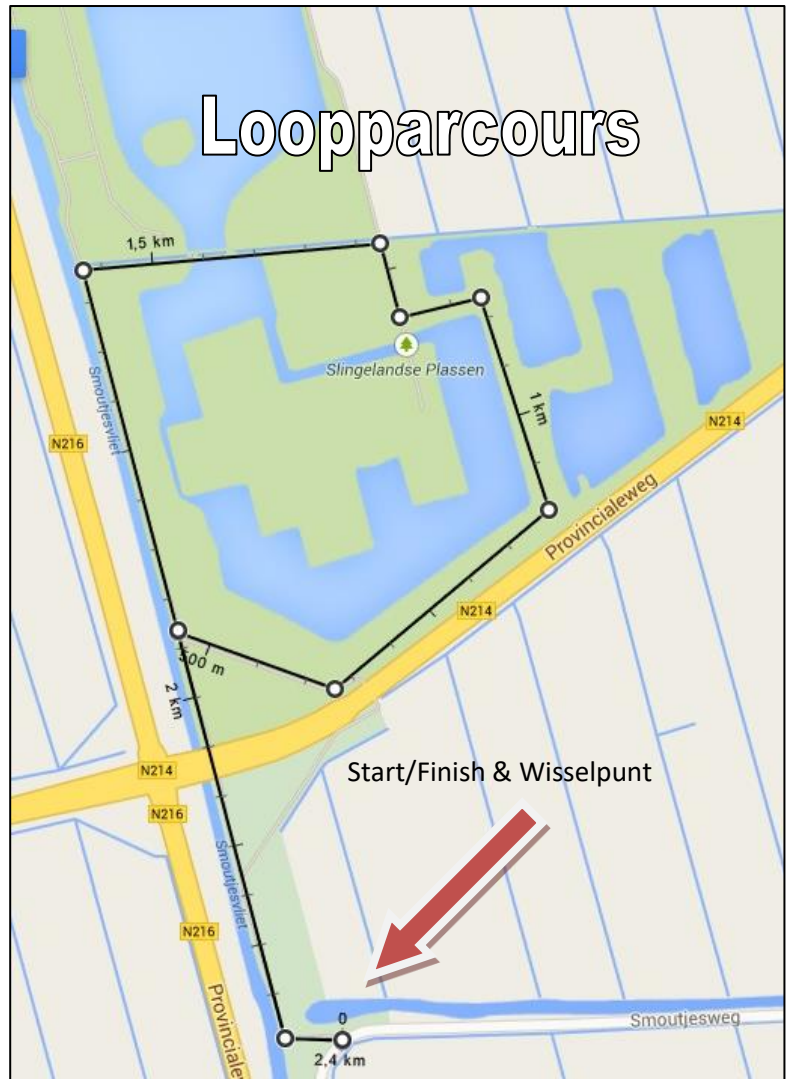 Loopparcours
1,5 km
Slingelandse Plassen
Smoutjesvliet
1 km
N214
N216
Provincialeweg
N214
500 m
2 km
Start/Finish & Wisselpunt
N214
N216
Smoutjesvliet
N216
Provinciale
0
Smoutjesweg
2,4 km